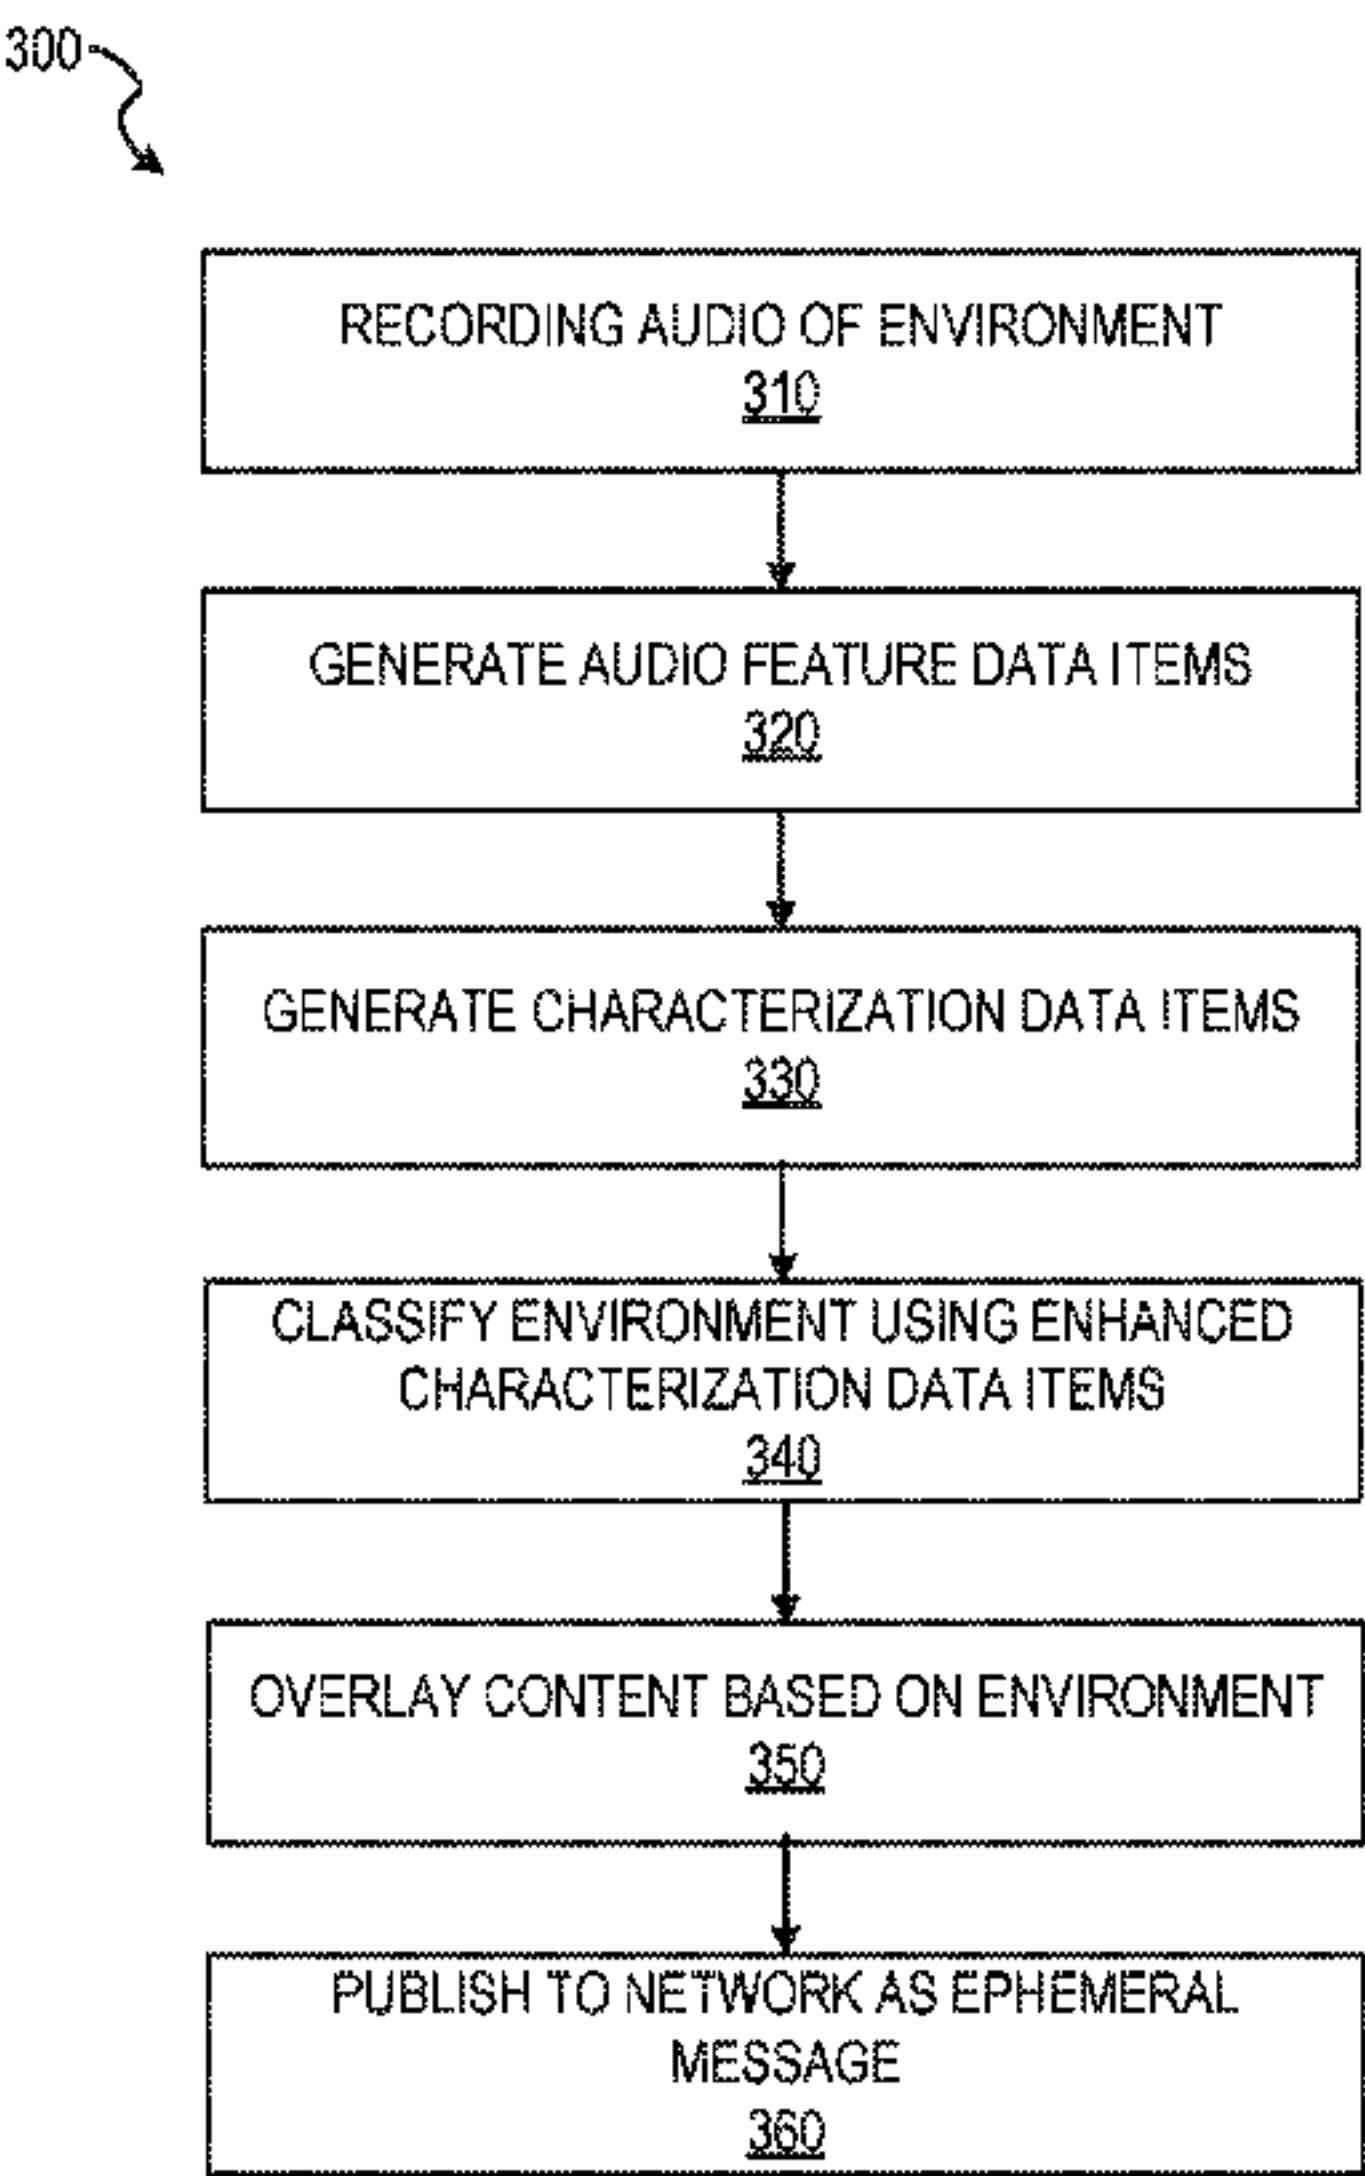 300
RECORDING AUDIO OF ENVIRONMENT
310
GENERATE AUDIO FEATURE DATA ITEMS
320
GENERATE CHARACTERIZATION DATA ITEMS
330
CLASSIFY ENVIRONMENT USING ENHANCED
CHARACTERIZATION DATA ITEMS
340
OVERLAY CONTENT BASED ON ENVIRONMENT
350
PUBLISH TO NETWORK AS EPHEMERAL
MESSAGE
360